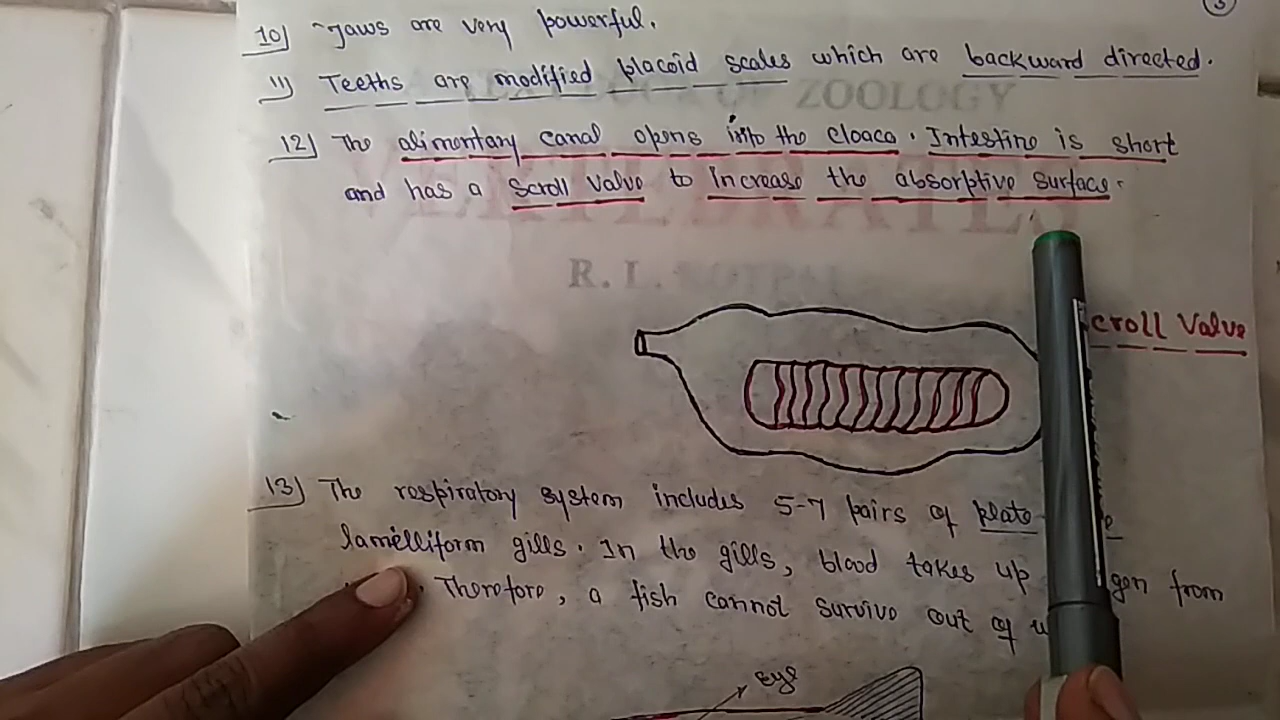 3
10) Jaws are very powerful.
11) Teeths are modified placoid scales which are backward directed.
12) The alimentary canal opens into the cloaca. Intestine is short
and has a scroll valve to increase the absorptive surface.
ZOOLOGY
R. L.
croll valve
13) The respiratory system includes 5-7 pairs of plate
lamelliform gills. In the gills, blood takes up gen from
Therefore, a fish cannot survive out of
eye